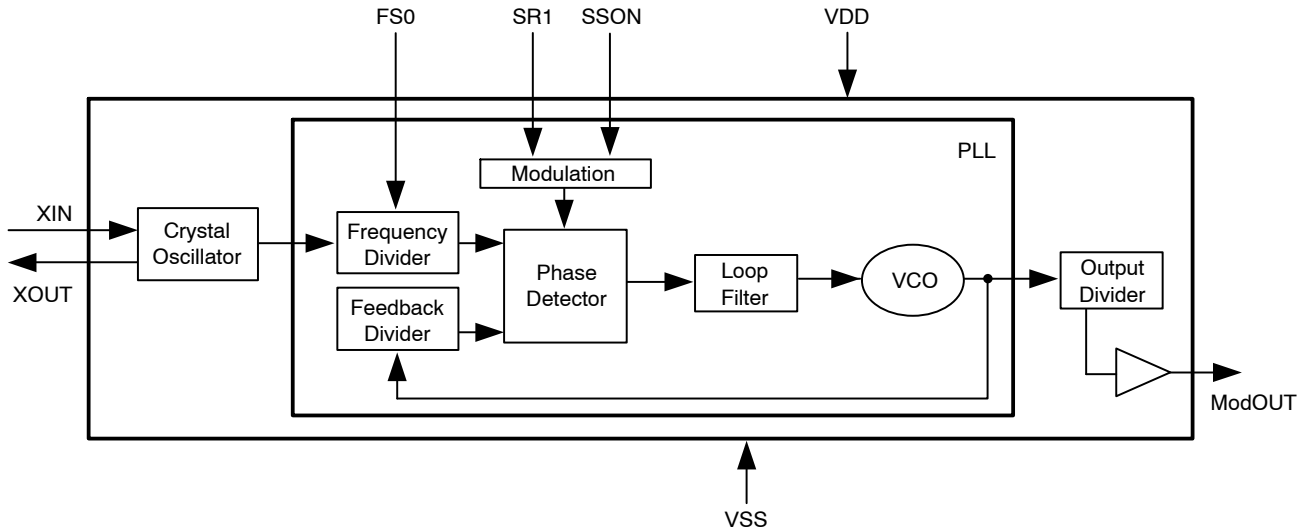 FS0
SR1
SSON
VDD
PLL
Modulation
XIN
XOUT
Crystal
Oscillator
Frequency
Divider
Feedback
Divider
Phase
Detector
Loop
Filter
VCO
Output
Divider
ModOUT
VSS